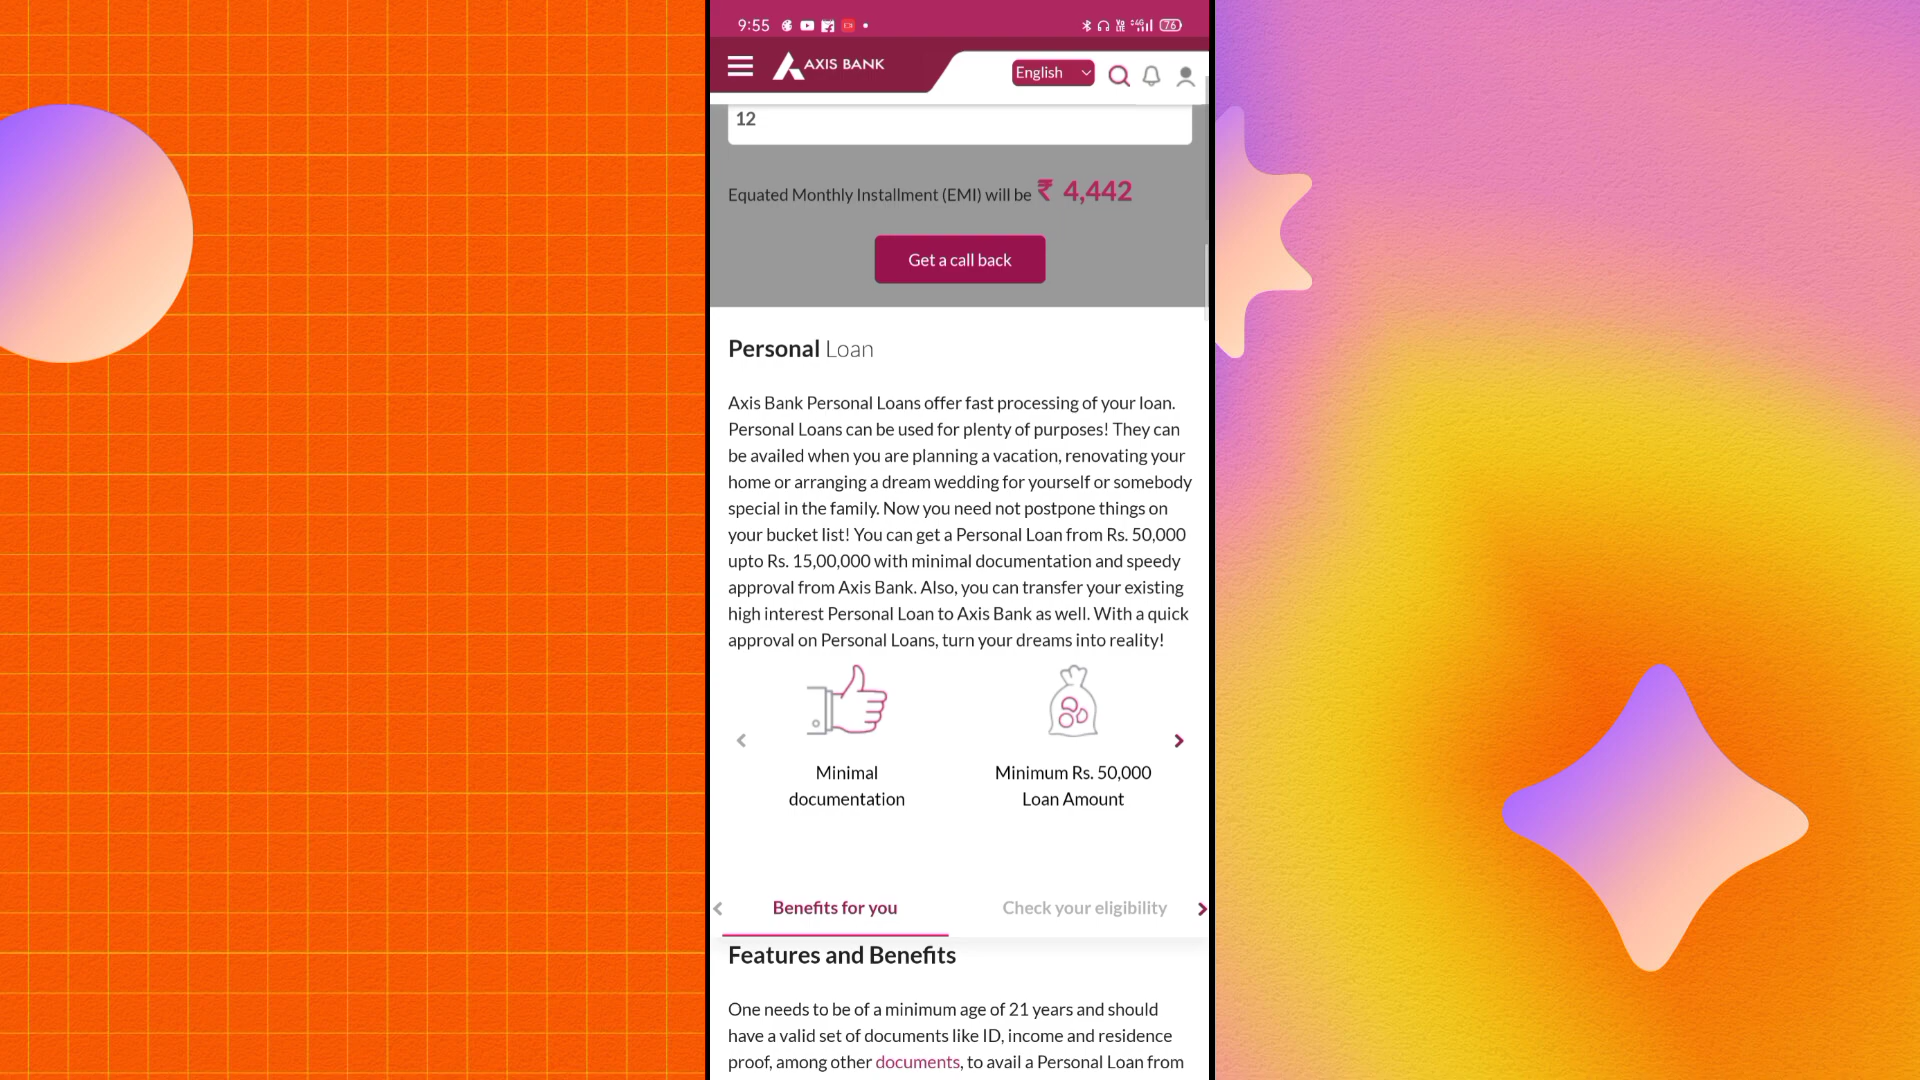 9:55
76
AXIS BANK
English
12
Equated Monthly Installment (EMI) will be ₹ 4,442
Get a call back
Personal Loan
Axis Bank Personal Loans offer fast processing of your loan.
Personal Loans can be used for plenty of purposes! They can
be availed when you are planning a vacation, renovating your
home or arranging a dream wedding for yourself or somebody
special in the family. Now you need not postpone things on
your bucket list! You can get a Personal Loan from Rs. 50,000
upto Rs. 15,00,000 with minimal documentation and speedy
approval from Axis Bank. Also, you can transfer your existing
high interest Personal Loan to Axis Bank as well. With a quick
approval on Personal Loans, turn your dreams into reality!
Minimal
documentation
Minimum Rs. 50,000
Loan Amount
Benefits for you
Check your eligibility
Features and Benefits
One needs to be of a minimum age of 21 years and should
have a valid set of documents like ID, income and residence
proof, among other documents, to avail a Personal Loan from